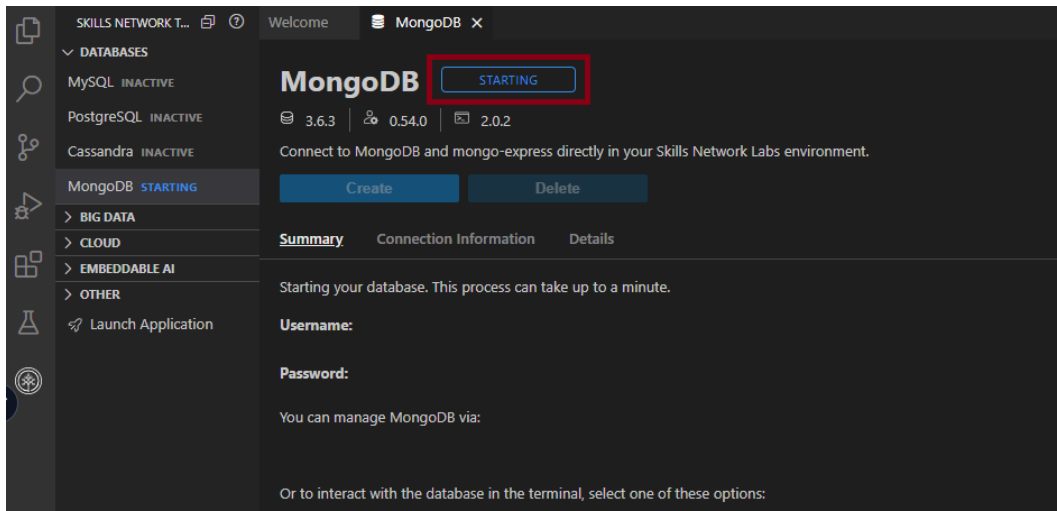 SKILLS NETWORK T...
Welcome
MongoDB
DATABASES
MySQL INACTIVE
PostgreSQL INACTIVE
Cassandra INACTIVE
MongoDB STARTING
BIG DATA
CLOUD
EMBEDDABLE AI
OTHER
Launch Application
MongoDB STARTING
3.6.3 0.54.0 2.0.2
Connect to MongoDB and mongo-express directly in your Skills Network Labs environment.
Create Delete
Summary Connection Information Details
Starting your database. This process can take up to a minute.
Username:
Password:
You can manage MongoDB via:
Or to interact with the database in the terminal, select one of these options: